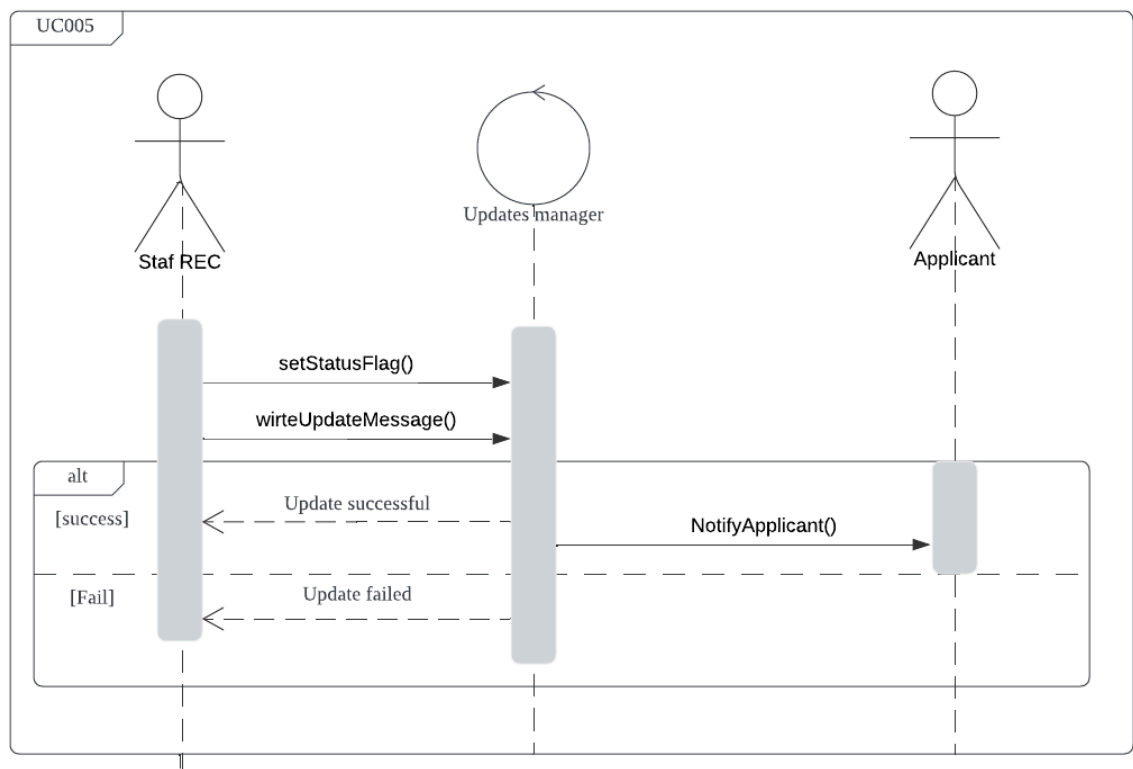 UC005
Updates manager
Staf REC
Applicant
setStatusFlag()
wirteUpdateMessage()
alt
[success]
Update successful
NotifyApplicant()
[Fail]
Update failed